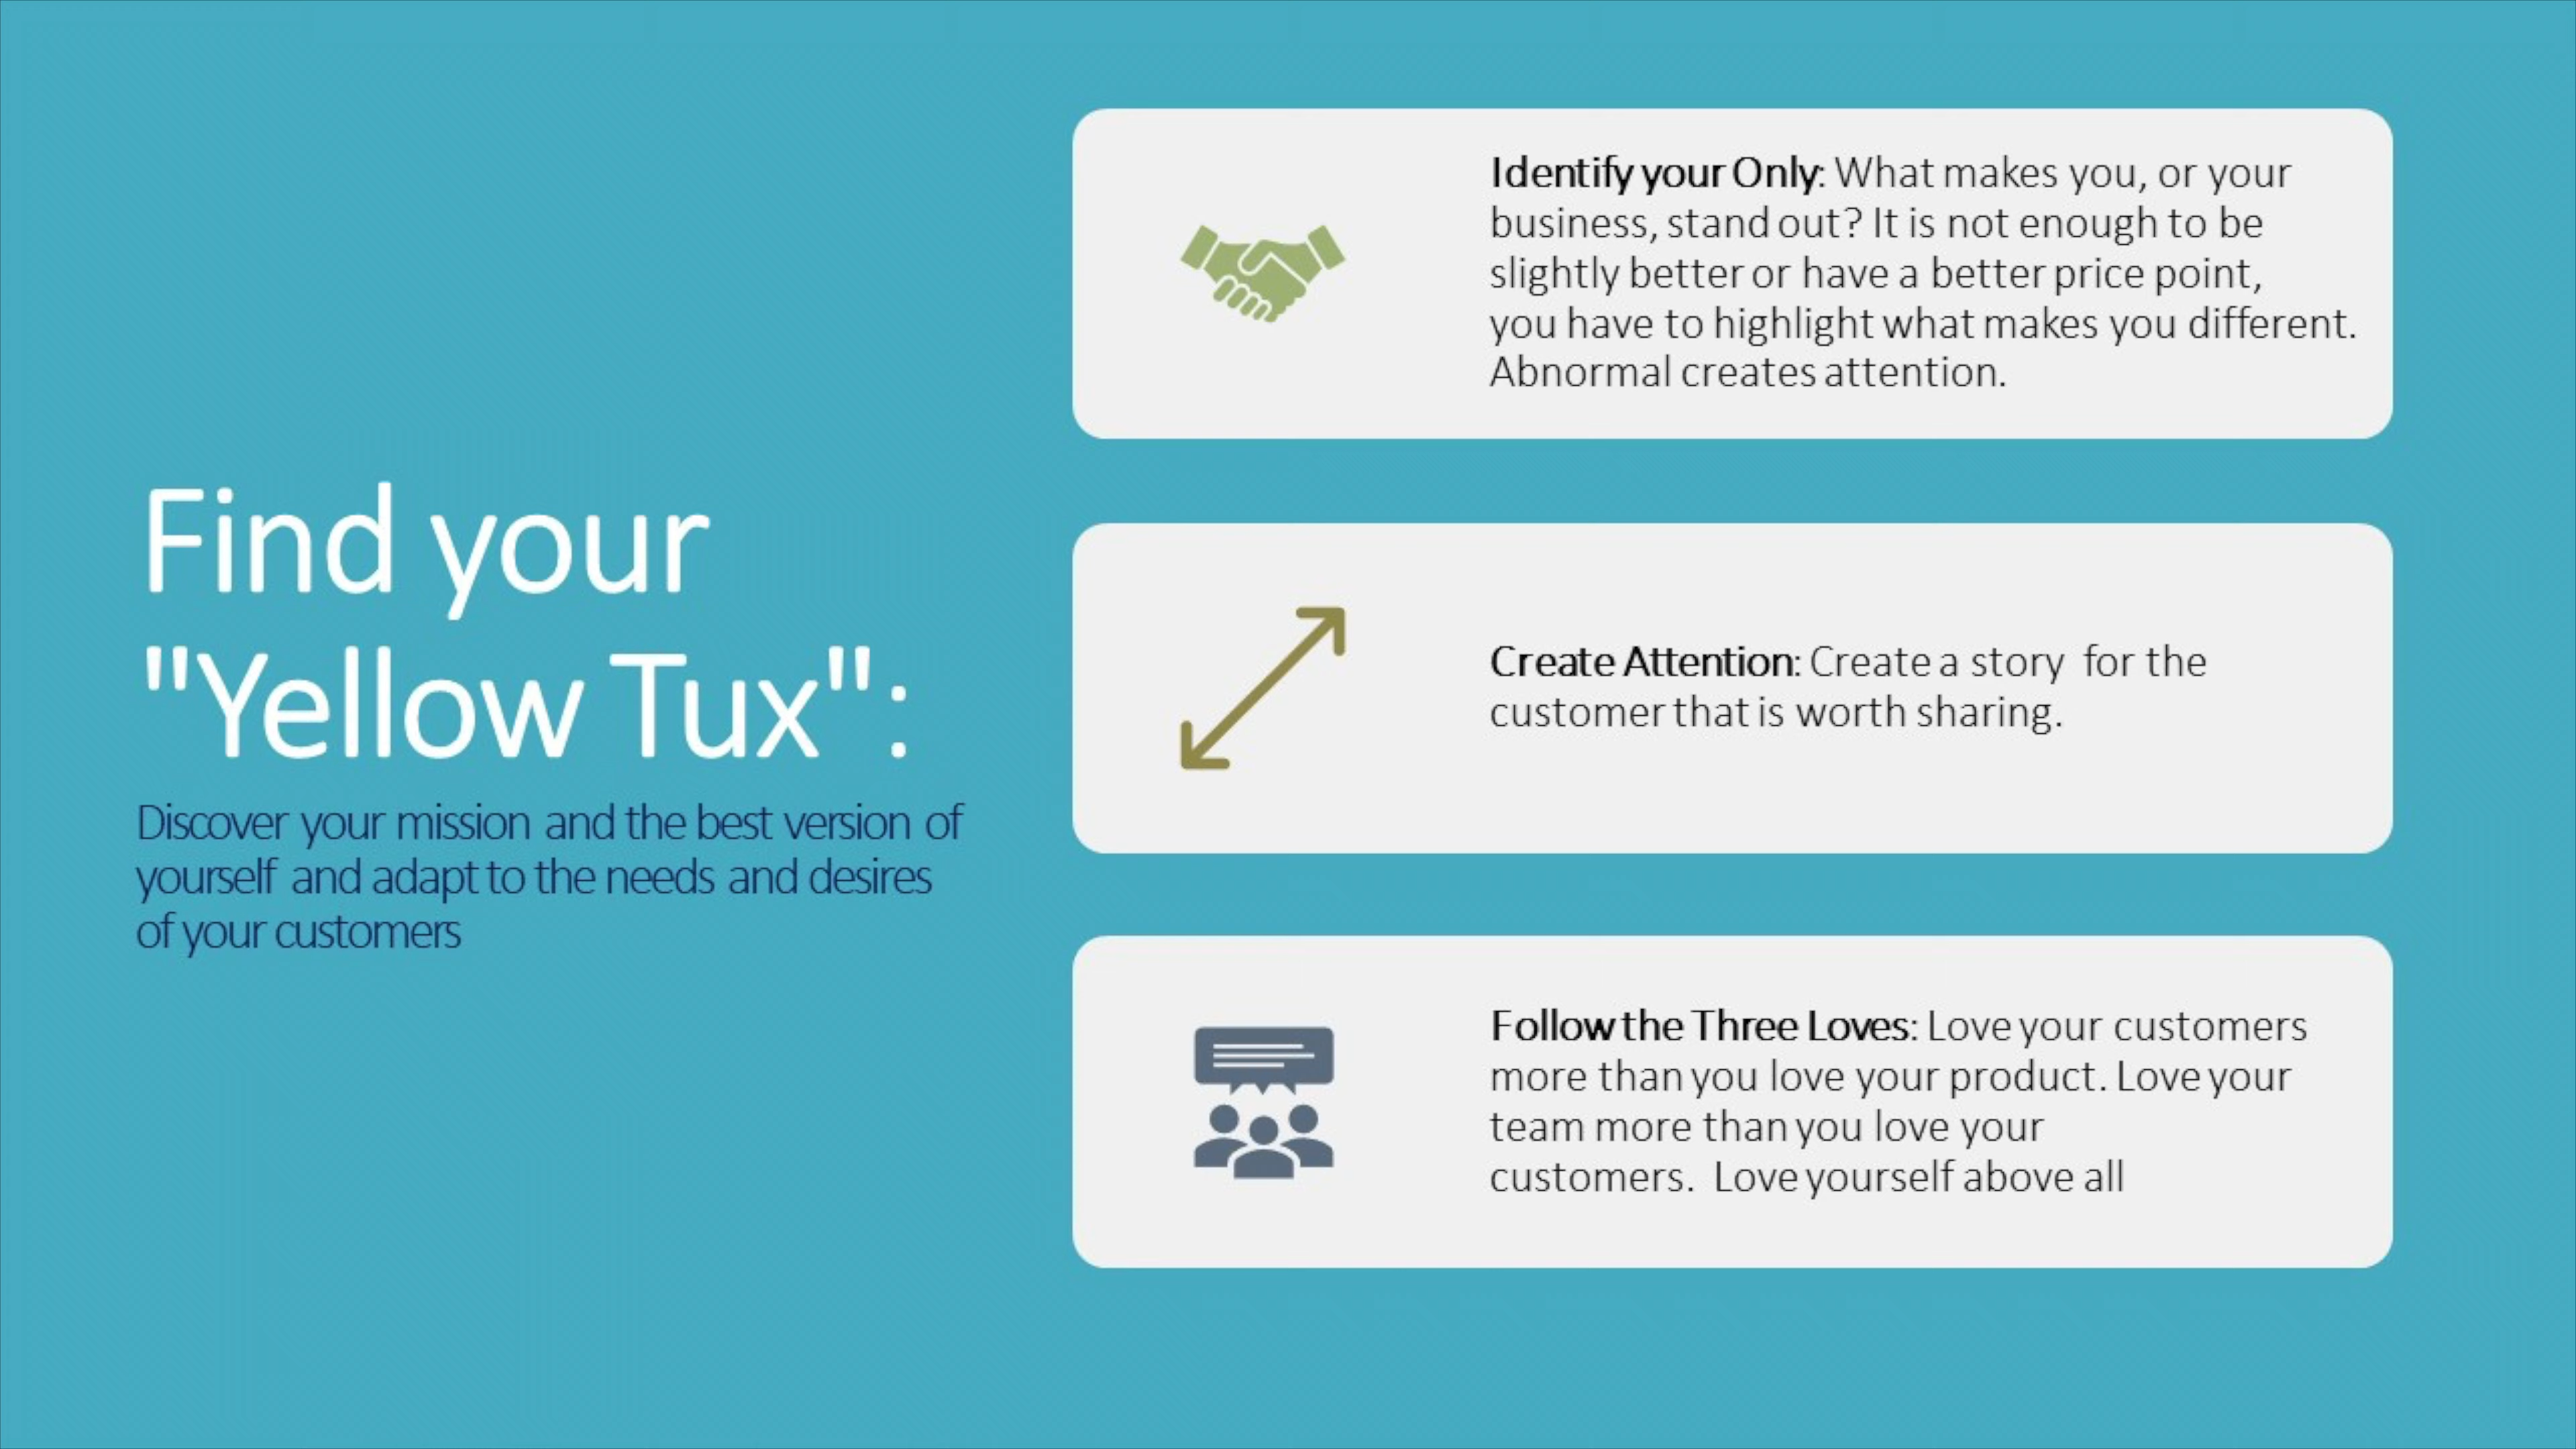 Find your
"Yellow Tux":
Discover your mission and the best version of
yourself and adapt to the needs and desires
of your customers
Identify your Only: What makes you, or your
business, stand out? It is not enough to be
slightly better or have a better price point,
you have to highlight what makes you different.
Abnormal creates attention.
Create Attention: Create a story for the
customer that is worth sharing.
Follow the Three Loves: Love your customers
more than you love your product. Love your
team more than you love your
customers. Love yourself above all